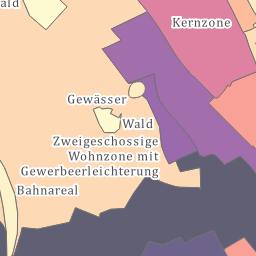 ald
Kernzone
Gewässer
Wald
Zweigeschossige
Wohnzone mit
Gewerbeerleichterung
Bahnareal